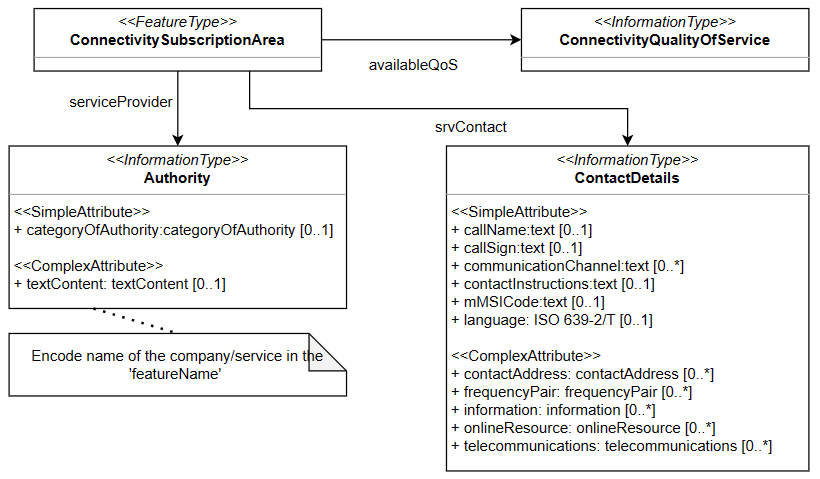 <<FeatureType>>
ConnectivitySubscriptionArea
<<InformationType>>
ConnectivityQualityOfService
availableQoS
serviceProvider
srvContact
<<InformationType>>
Authority
<<SimpleAttribute>>
+ categoryOfAuthority:categoryOfAuthority [0..1]
<<ComplexAttribute>>
+ textContent: textContent [0..1]
Encode name of the company/service in the
'featureName'
<<InformationType>>
ContactDetails
<<SimpleAttribute>>
+ callName:text [0..1]
+ callSign:text [0..1]
+ communicationChannel:text [0..*]
+ contactInstructions:text [0..1]
+ mMSICode:text [0..1]
+ language: ISO 639-2/T [0..1]
<<ComplexAttribute>>
+ contactAddress: contactAddress [0..*]
+ frequencyPair: frequencyPair [0..*]
+ information: information [0..*]
+ onlineResource: onlineResource [0..*]
+ telecommunications: telecommunications [0..*]